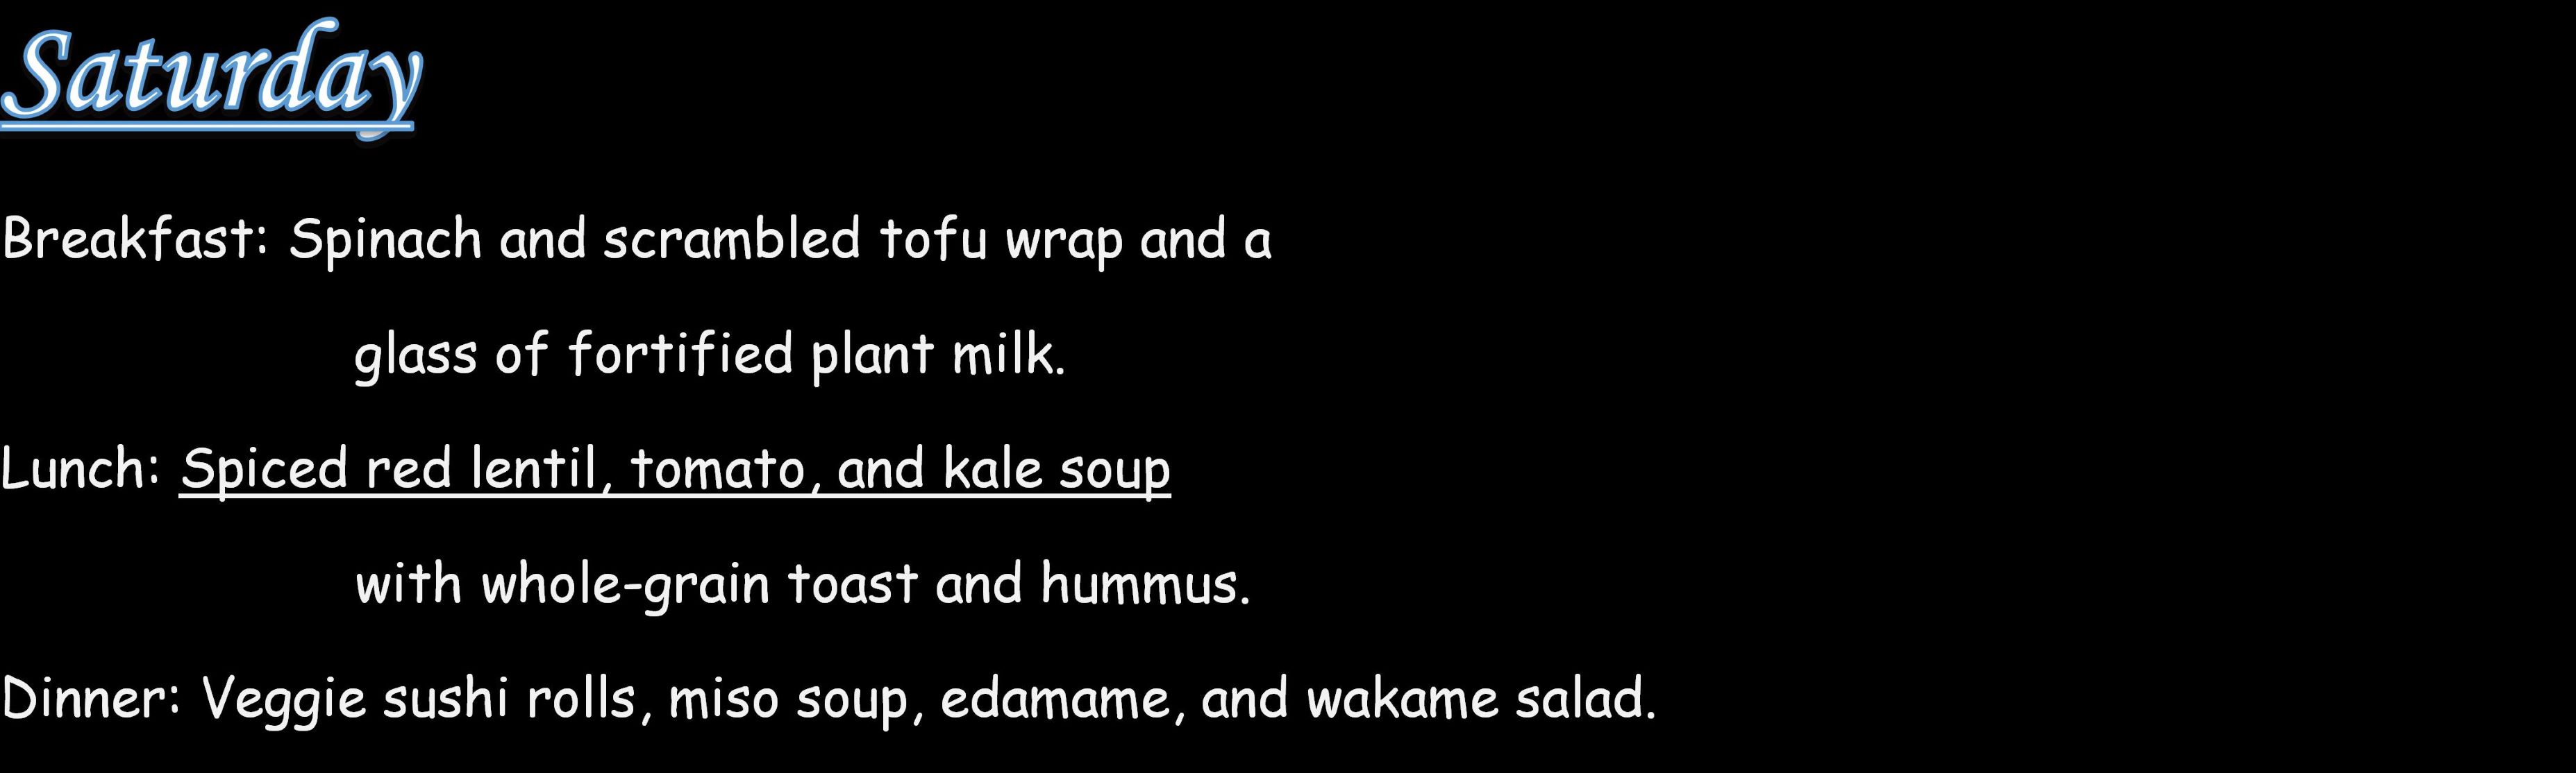 Saturday
Breakfast: Spinach and scrambled tofu wrap and a
glass of fortified plant milk.
Lunch: Spiced red lentil, tomato, and kale soup
with whole-grain toast and hummus.
Dinner: Veggie sushi rolls, miso soup, edamame, and wakame salad.